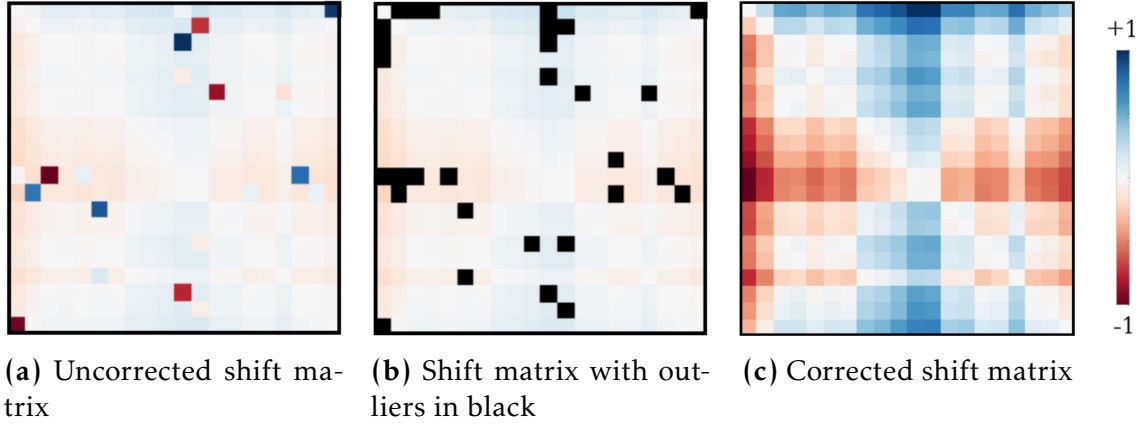 +1
-1
(a) Uncorrected shift ma-
trix
(b) Shift matrix with out-
liers in black
(c) Corrected shift matrix